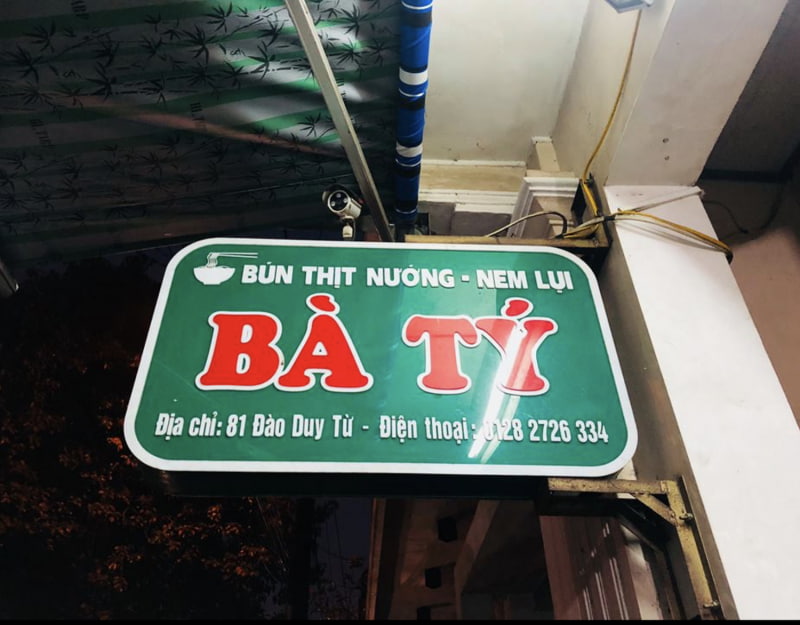 BÚN THỊT NƯỚNG - NEM LỤI
BÀ TÝ
Địa chỉ: 81 Đào Duy Từ - Điện thoại: 0128 2726 334